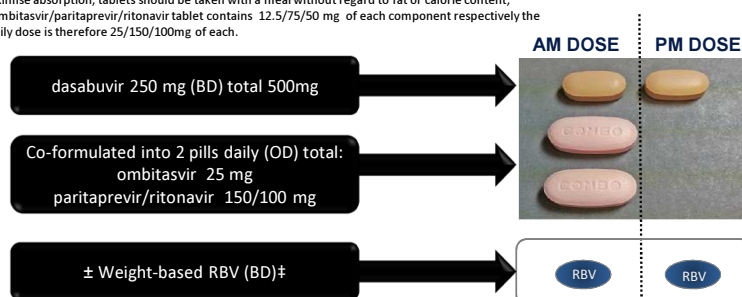 absorption, tablets should be taken with a meal without regard to fat or calorie content;
mbitasvir/paritaprevir/ritonavir tablet contains 12.5/75/50 mg of each component respectively the
ily dose is therefore 25/150/100mg of each.
AM DOSE PM DOSE
dasabuvir 250 mg (BD) total 500mg
Co-formulated into 2 pills daily (OD) total:
ombitasvir 25 mg
paritaprevir/ritonavir 150/100 mg
COMBO
COMBO
± Weight-based RBV (BD)‡
RBV RBV